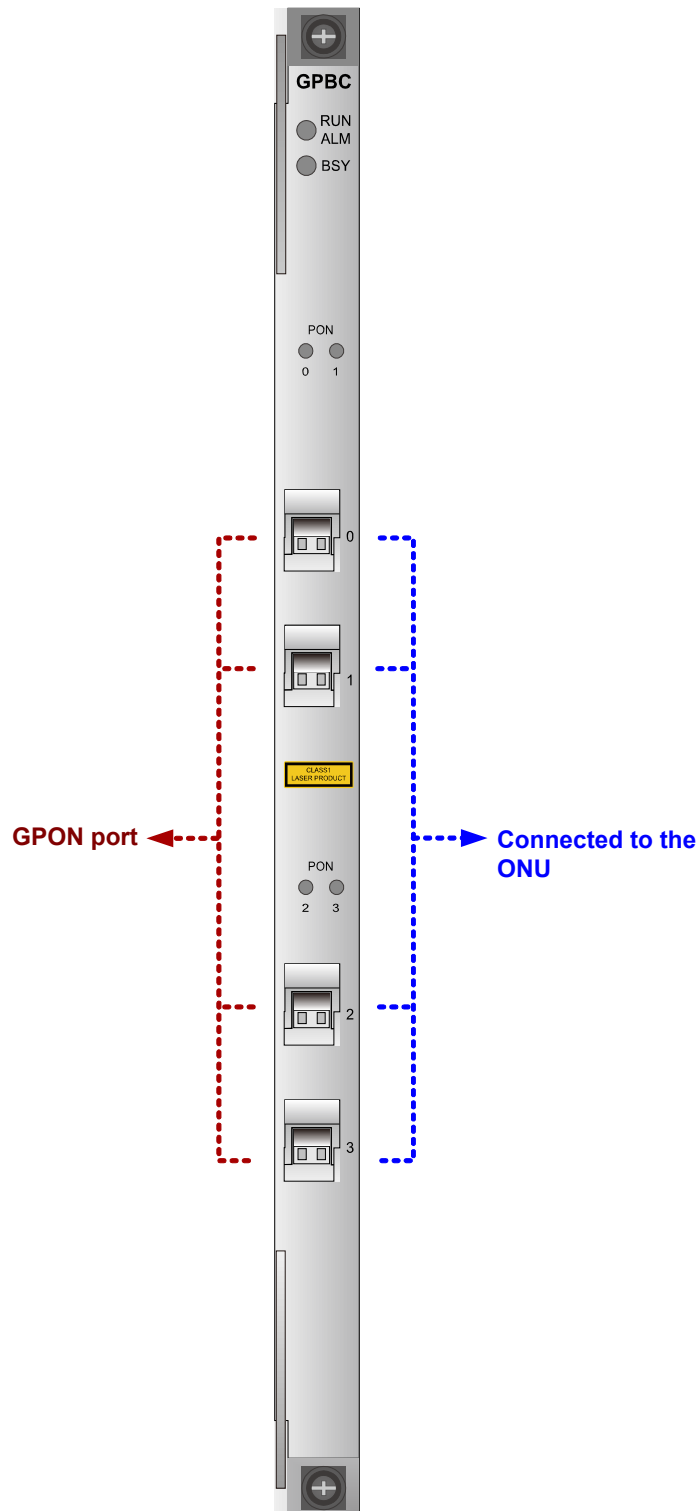 GPBC
RUN
ALM
BSY
PON
0 1
0
1
CLASS1
LASER PRODUCT
GPON port
Connected to the
ONU
PON
2 3
2
3